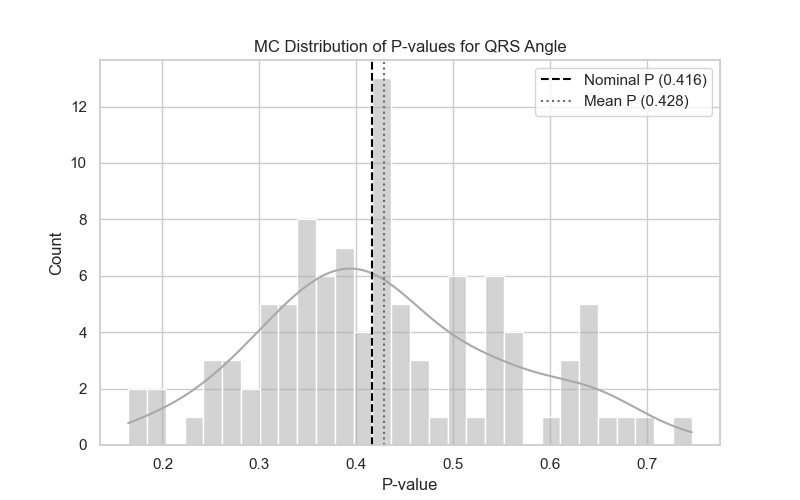 MC Distribution of P-values for QRS Angle
Nominal P (0.416)
Mean P (0.428)
Count
12
10
8
6
4
2
0
0.2 0.3 0.4 0.5 0.6 0.7
P-value